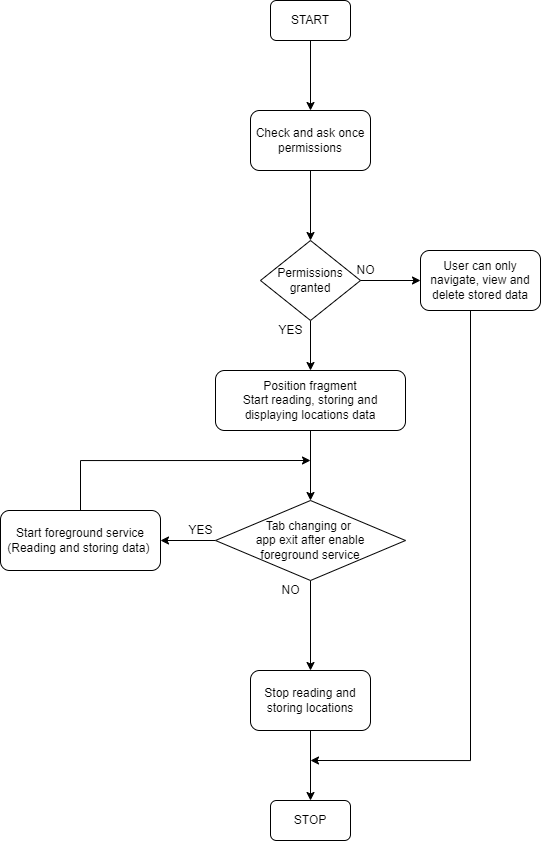 START
Check and ask once
permissions
Permissions
granted
NO
User can only
navigate, view and
delete stored data
YES
Position fragment
Start reading, storing and
displaying locations data
Start foreground service
(Reading and storing data)
YES
Tab changing or
app exit after enable
foreground service
NO
Stop reading and
storing locations
STOP